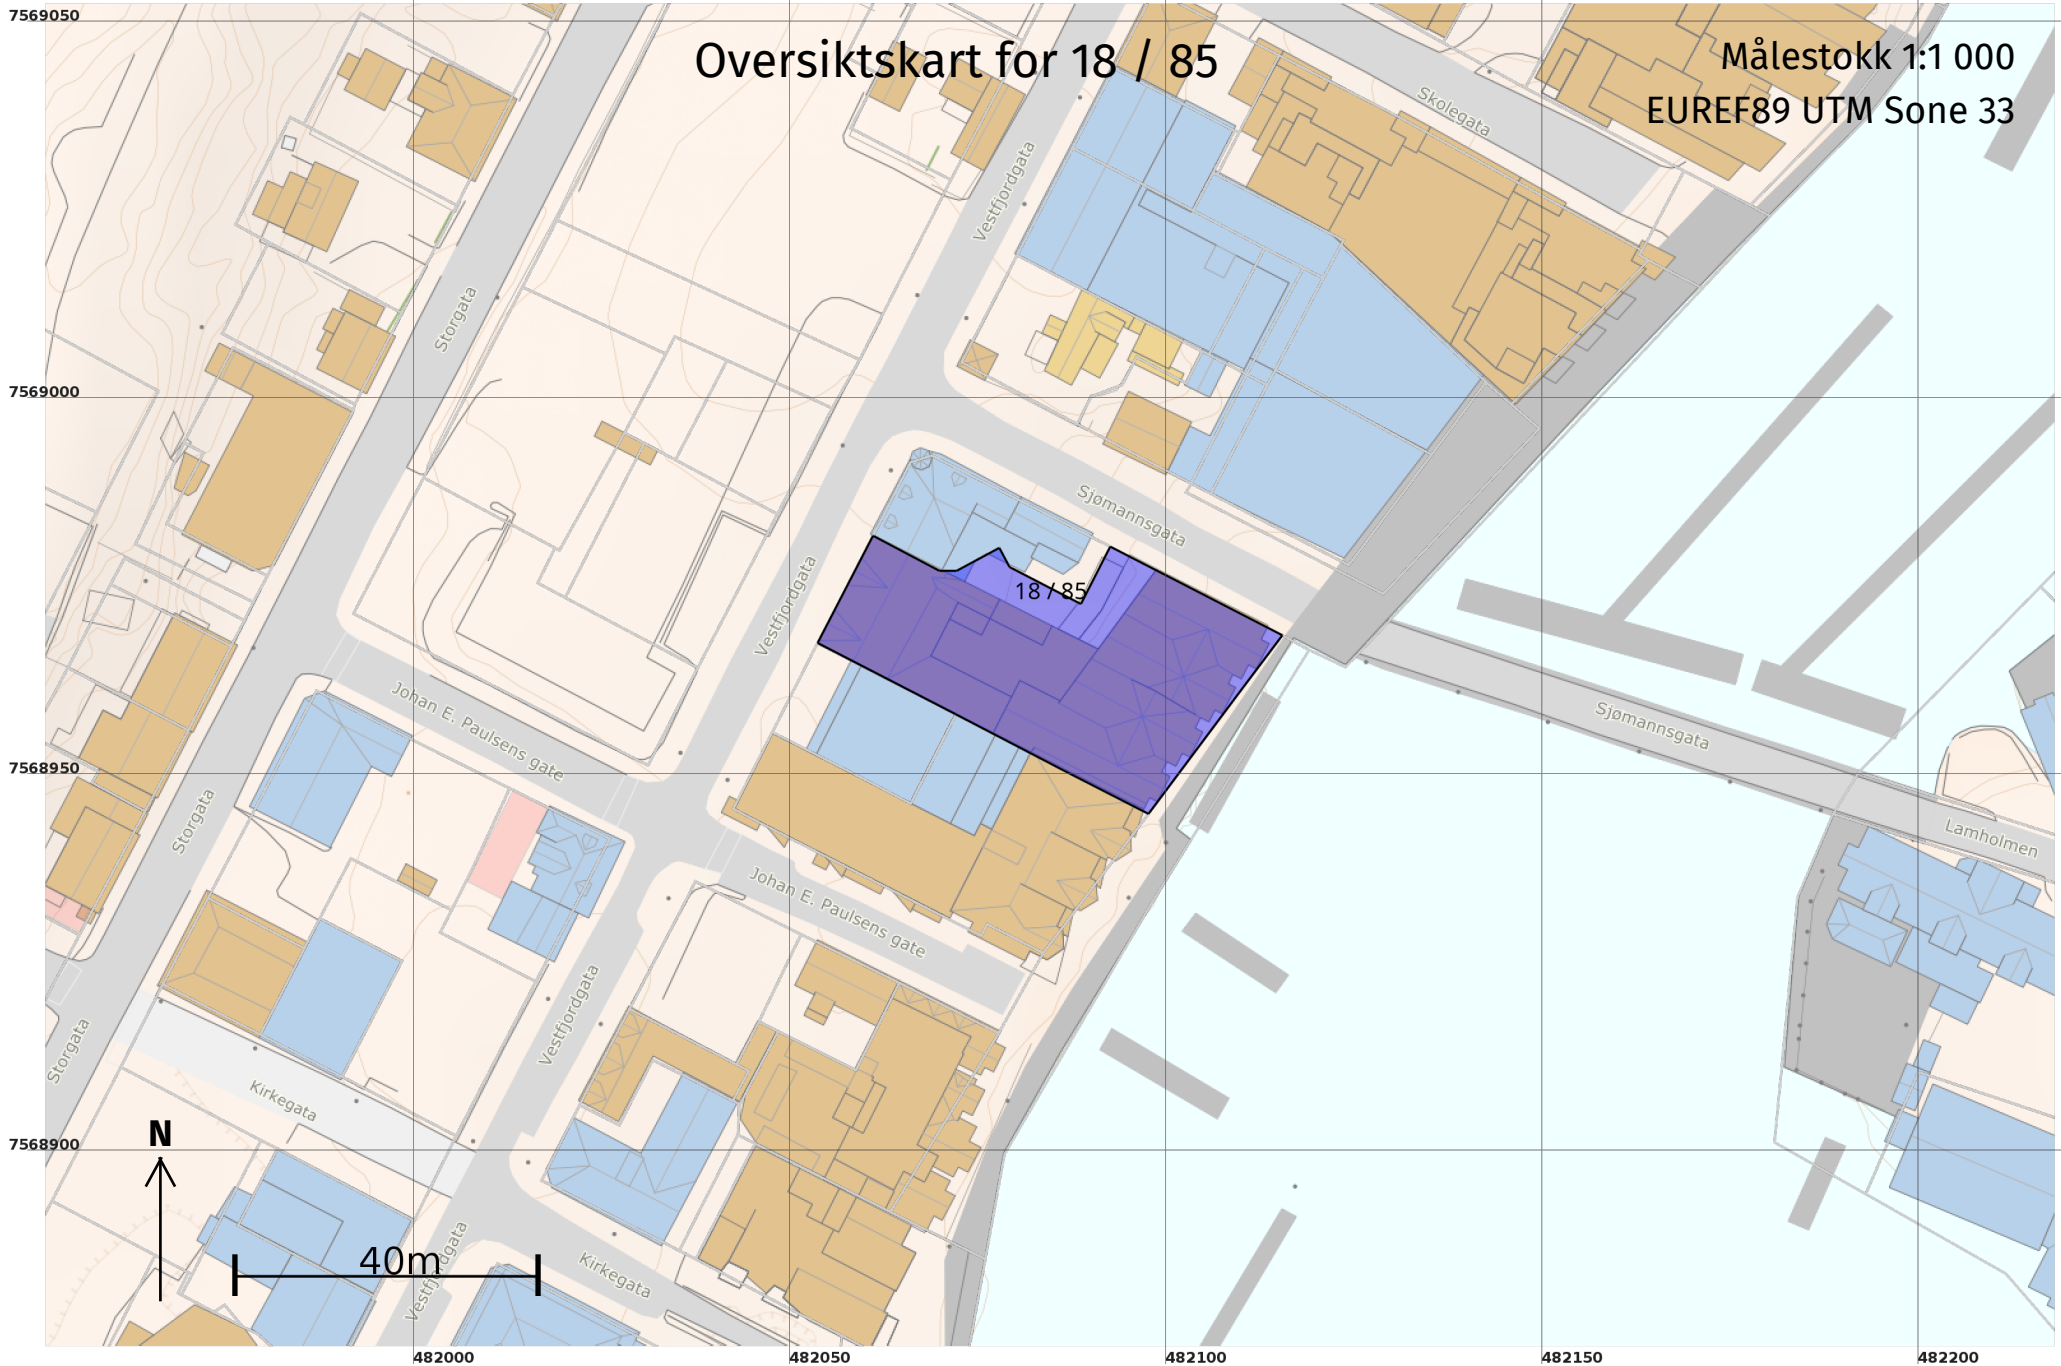 7569050
Oversiktskart for 18 / 85
Målestokk 1:1 000
EUREF89 UTM Sone 33
Skolegata
Vestfjordgata
Storgata
7569000
Sjømannsgata
Vestfjordgata
18 / 85
Johan E. Paulsens gate
Sjømannsgata
7568950
Storgata
Lamholmen
Johan E. Paulsens gate
Vestfjordgata
Storgata
Kirkegata
N
7568900
Vestfjordgata
Kirkegata
40m
482000
482050
482100
482150
482200